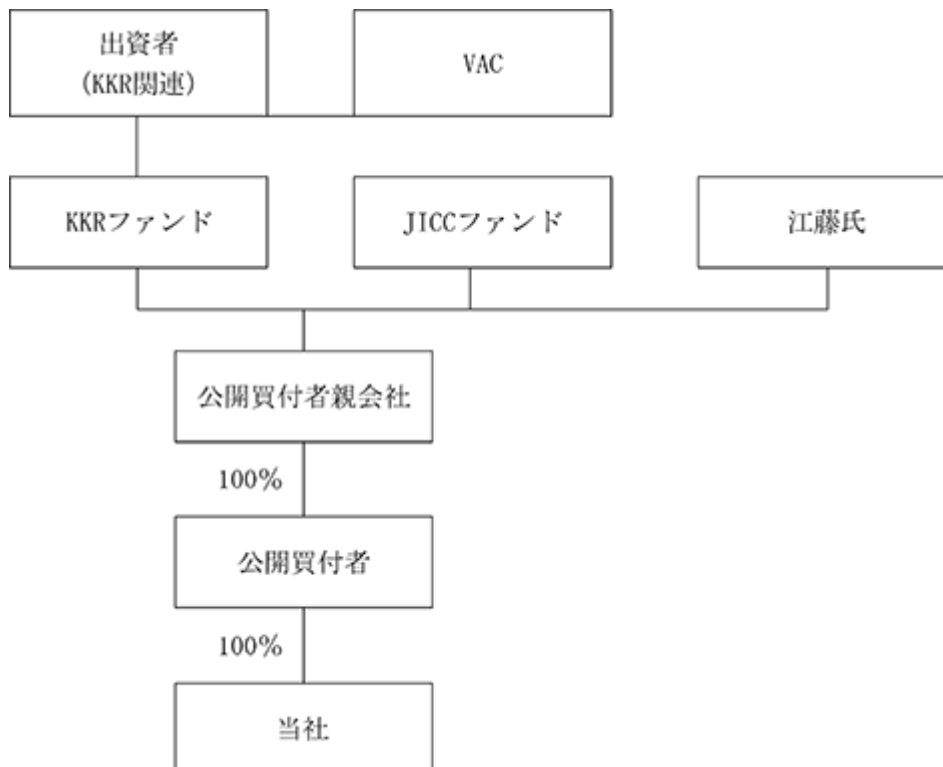 出資者
(KKR関連)
VAC
KKRファンド
JICCファンド
江藤氏
公開買付者親会社
100%
公開買付者
100%
当社